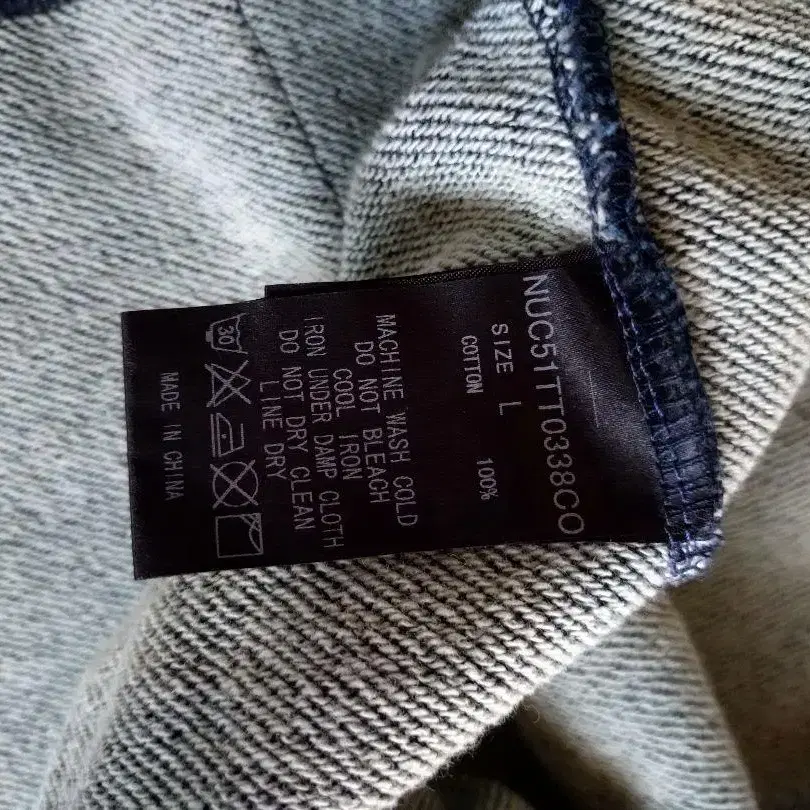 NUC51TT0338CO
SIZE L
COTTON 100%
MACHINE WASH COLD
DO NOT BLEACH
COOL IRON
IRON UNDER DAMP CLOTH
DO NOT DRY CLEAN
LINE DRY
30
MADE IN CHINA